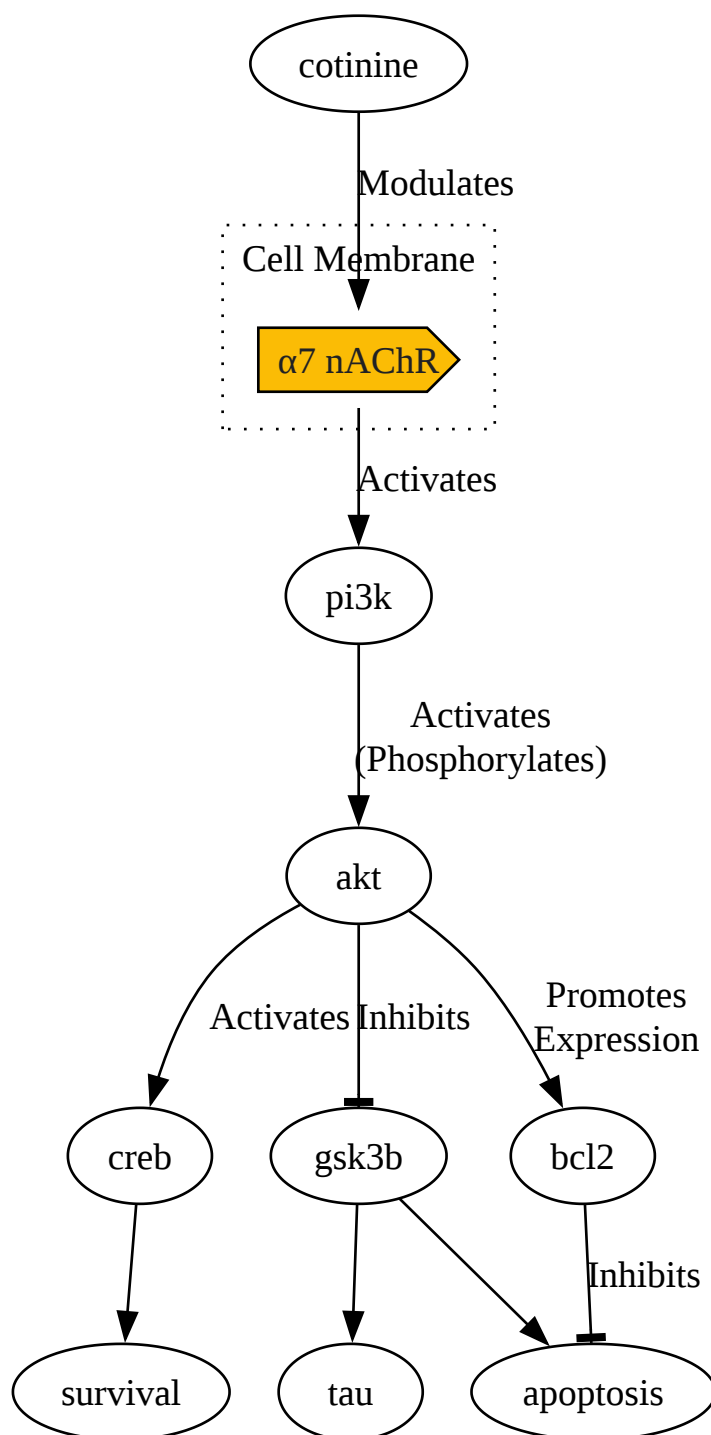 cotinine
Modulates
Cell Membrane
α7 nAChR
Activates
pi3k
Activates
(Phosphorylates)
akt
Activates
Inhibits
Promotes
Expression
creb
gsk3b
bcl2
Inhibits
survival
tau
apoptosis